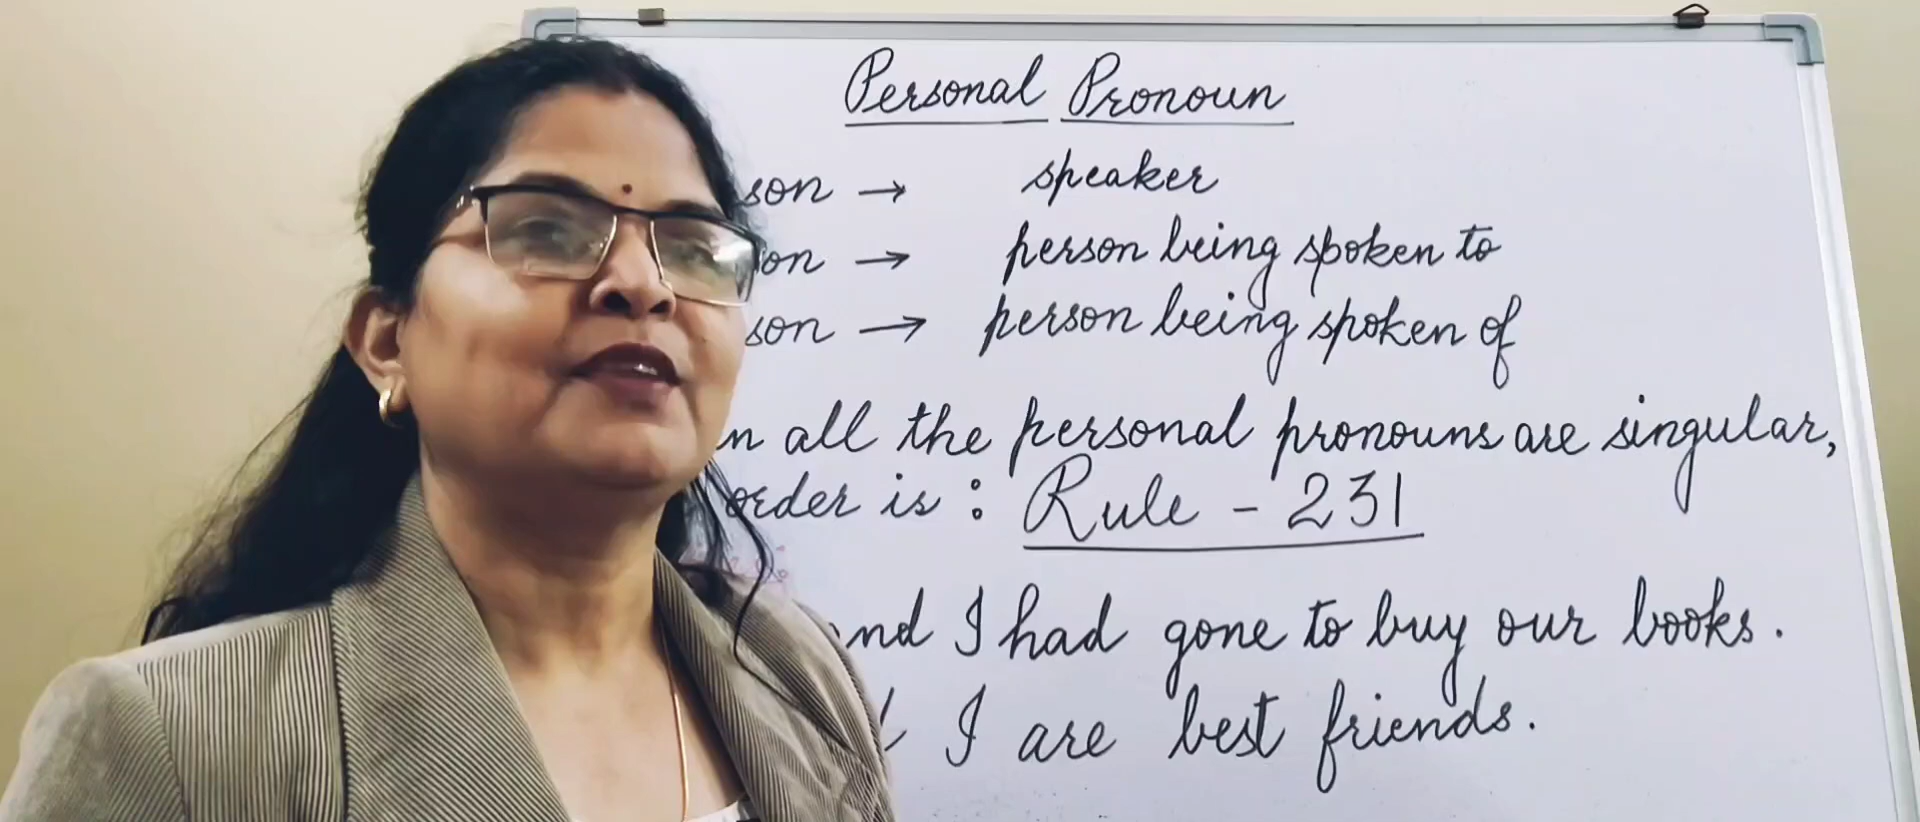 Personal Pronoun
son → speaker
on → person being spoken to
son → person being spoken of
n all the personal pronouns are singular,
order is : Rule - 231
nd I had gone to buy our books.
I are best friends.